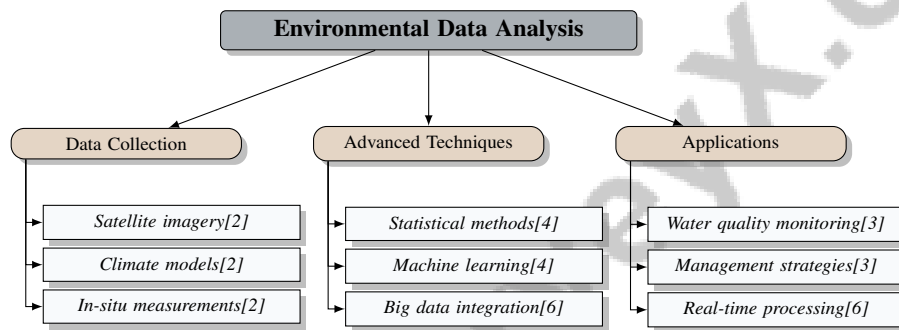 Environmental Data Analysis
Data Collection
Advanced Techniques
Applications
Satellite imagery[2]
Statistical methods[4]
Water quality monitoring[3]
Climate models[2]
Machine learning[4]
Management strategies[3]
In-situ measurements[2]
Big data integration[6]
Real-time processing[6]